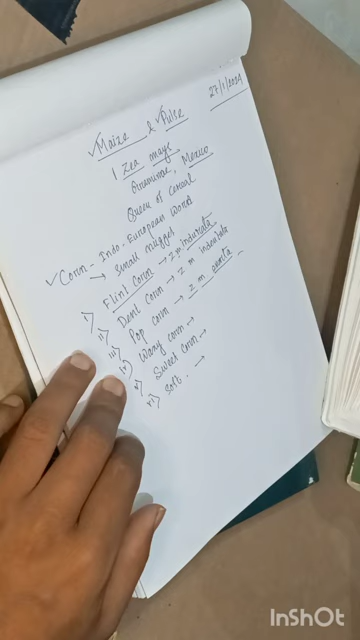 27/1/2024
✓Maize & ✓Pulse
1 Zea mays
Graminae, Mexico
Queen of Cereal
✓Corn - Indo-European Word
→ Small nugget
i) Flint Corn → Z m indurata
ii) Dent Corn → Z m indentata
iii) Pop corn → Z m everta
iv) Waxy corn →
v) Sweet Corn →
vi) Soft. →
InShOt